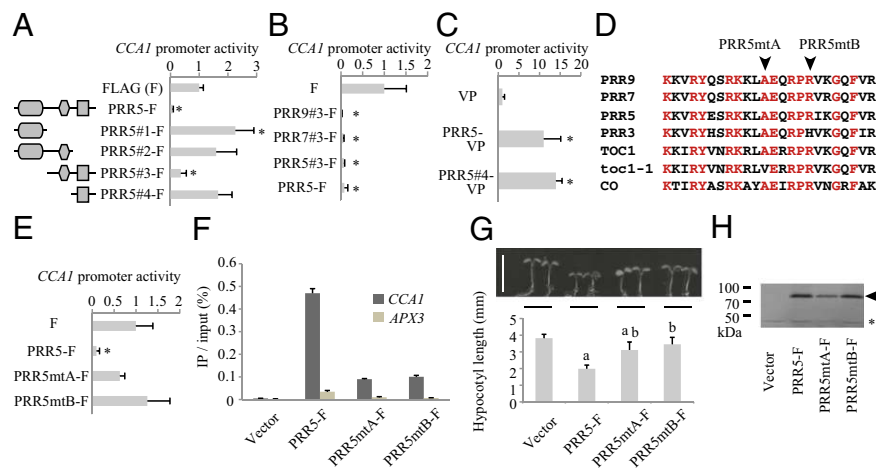 A
CCA1 promoter activity
0 1 2 3
FLAG (F)
PRR5-F *
PRR5#1-F *
PRR5#2-F
PRR5#3-F *
PRR5#4-F
B
CCA1 promoter activity
0 0.5 1 1.5 2
F
PRR9#3-F *
PRR7#3-F *
PRR5#3-F *
PRR5-F *
C
CCA1 promoter activity
0 5 10 15 20
VP
PRR5-
VP *
PRR5#4-
VP *
D
PRR5mtA PRR5mtB
PRR9 KKVRYQSRKKLAEQRPRVKGQFVR
PRR7 KKVRYQSRKKLAEQRPRVKGQFVR
PRR5 KKVRYESRKKLAEQRPRIKGQFVR
PRR3 KKVRYHSRKKLAEQRPHVKGQFIR
TOC1 KKIRYVNRKRLAERRPRVKGQFVR
toc1-1 KKIRYVNRKRLVERRPRVKGQFVR
CO KTIRYASRKAYAEIRPRVNGRFAK
E
CCA1 promoter activity
0 0.5 1 1.5 2
F
PRR5-F *
PRR5mtA-F
PRR5mtB-F
F
IP / input (%)
0.6
0.5
0.4
0.3
0.2
0.1
0
CCA1
APX3
Vector
PRR5-F
PRR5mtA-F
PRR5mtB-F
G
Hypocotyl length (mm)
5
4
3
2
1
0
a
a b
b
Vector
PRR5-F
PRR5mtA-F
PRR5mtB-F
H
100
70
50
kDa
*
Vector
PRR5-F
PRR5mtA-F
PRR5mtB-F